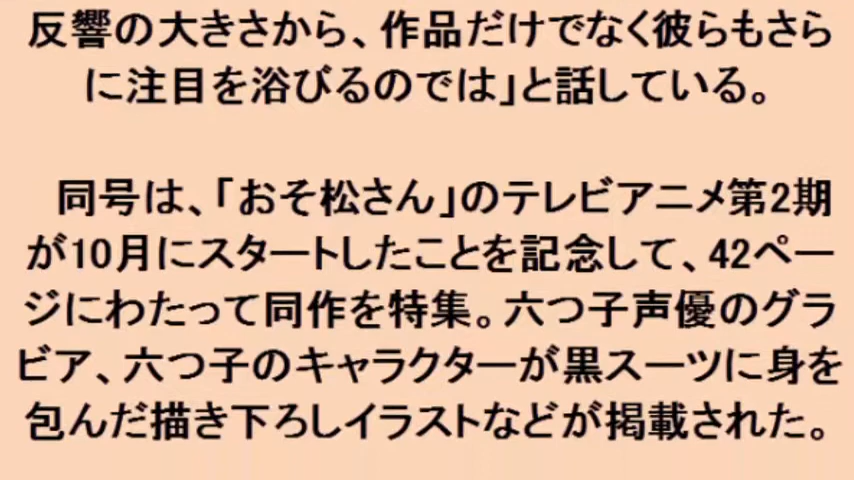 反響の大きさから、作品だけでなく彼らもさら
に注目を浴びるのでは」と話している。
同号は、「おそ松さん」のテレビアニメ第2期
が10月にスタートしたことを記念して、42ペー
ジにわたって同作を特集。六つ子声優のグラ
ビア、六つ子のキャラクターが黒スーツに身を
包んだ描き下ろしイラストなどが掲載された。